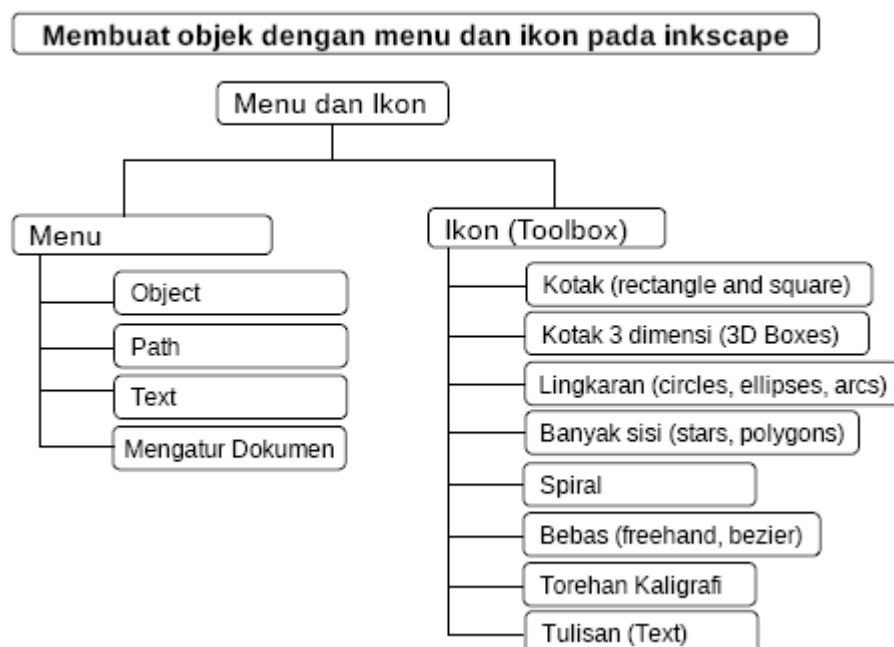 Membuat objek dengan menu dan ikon pada inkscape
Menu dan Ikon
Menu
Object
Path
Text
Mengatur Dokumen
Ikon (Toolbox)
Kotak (rectangle and square)
Kotak 3 dimensi (3D Boxes)
Lingkaran (circles, ellipses, arcs)
Banyak sisi (stars, polygons)
Spiral
Bebas (freehand, bezier)
Torehan Kaligrafi
Tulisan (Text)